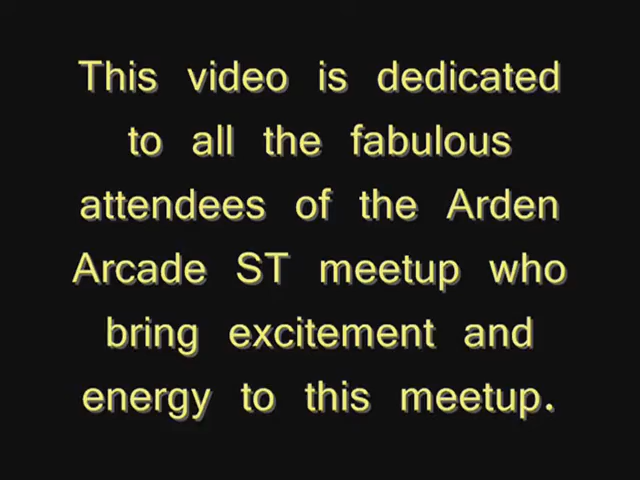 This video is dedicated
to all the fabulous
attendees of the Arden
Arcade ST meetup who
bring excitement and
energy to this meetup.